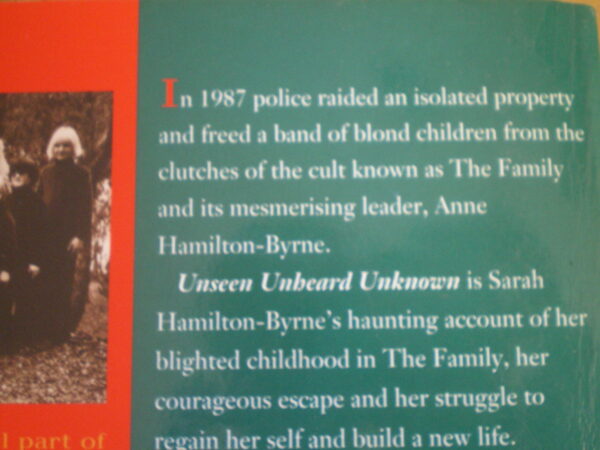 In 1987 police raided an isolated property
and freed a band of blond children from the
clutches of the cult known as The Family
and its mesmerising leader, Anne
Hamilton-Byrne.
Unseen Unheard Unknown is Sarah
Hamilton-Byrne's haunting account of her
blighted childhood in The Family, her
courageous escape and her struggle to
regain her self and build a new life.
part of